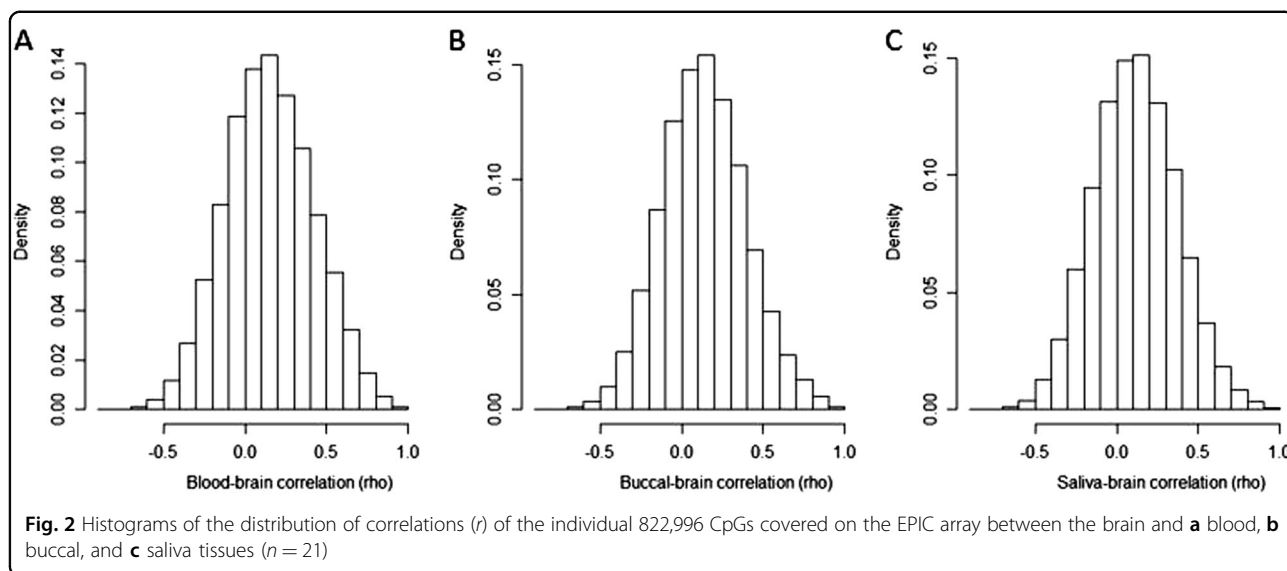 A
Density
0.00 0.02 0.04 0.06 0.08 0.10 0.12 0.14
-0.5 0.0 0.5 1.0
Blood-brain correlation (rho)
B
Density
0.00 0.05 0.10 0.15
-0.5 0.0 0.5 1.0
Buccal-brain correlation (rho)
C
Density
0.00 0.05 0.10 0.15
-0.5 0.0 0.5 1.0
Saliva-brain correlation (rho)
Fig. 2 Histograms of the distribution of correlations (r) of the individual 822,996 CpGs covered on the EPIC array between the brain and a blood, b
buccal, and c saliva tissues (n = 21)